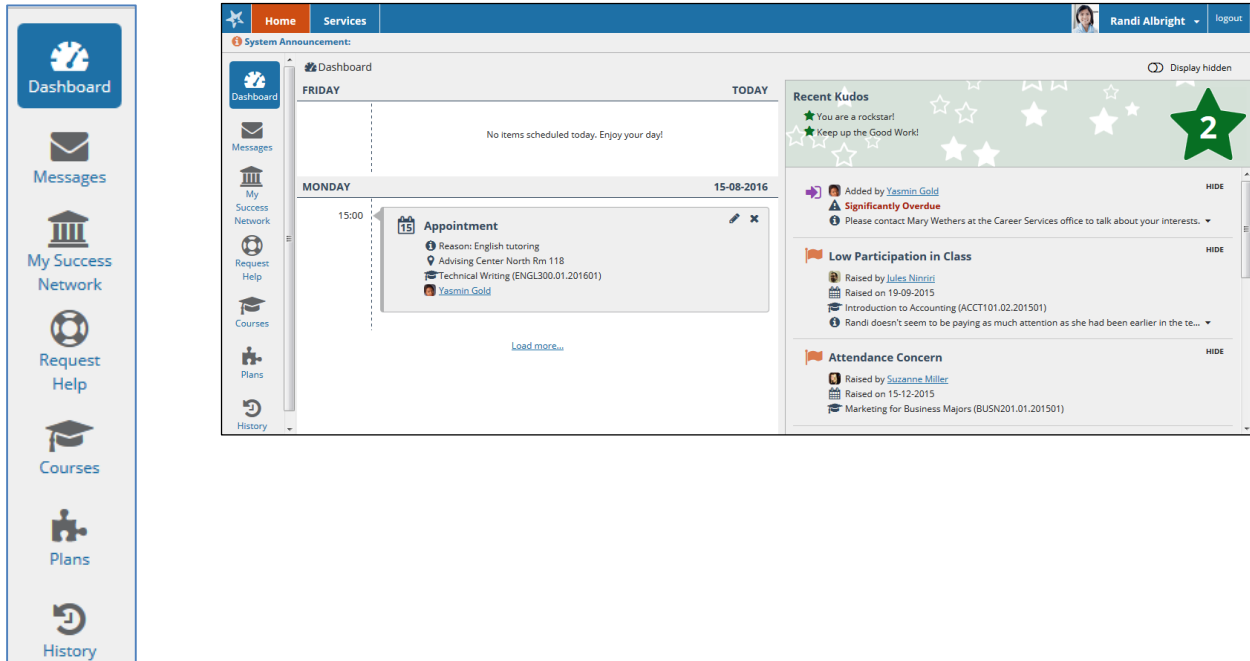 Dashboard
Messages
My Success
Network
Request
Help
Courses
Plans
History
Home
Services
Randi Albright
logout
System Announcement:
Dashboard
Messages
My
Success
Network
Request
Help
Courses
Plans
History
Dashboard
Display hidden
FRIDAY
TODAY
No items scheduled today. Enjoy your day!
MONDAY
15-08-2016
15:00
15
Appointment
Reason: English tutoring
Advising Center North Rm 118
Technical Writing (ENGL300.01.201601)
Yasmin Gold
Load more...
Recent Kudos
You are a rockstar!
Keep up the Good Work!
2
Added by Yasmin Gold
HIDE
Significantly Overdue
Please contact Mary Wethers at the Career Services office to talk about your interests.
Low Participation in Class
HIDE
Raised by Jules Ninriri
Raised on 19-09-2015
Introduction to Accounting (ACCT101.02.201501)
Randi doesn't seem to be paying as much attention as she had been earlier in the te...
Attendance Concern
HIDE
Raised by Suzanne Miller
Raised on 15-12-2015
Marketing for Business Majors (BUSN201.01.201501)